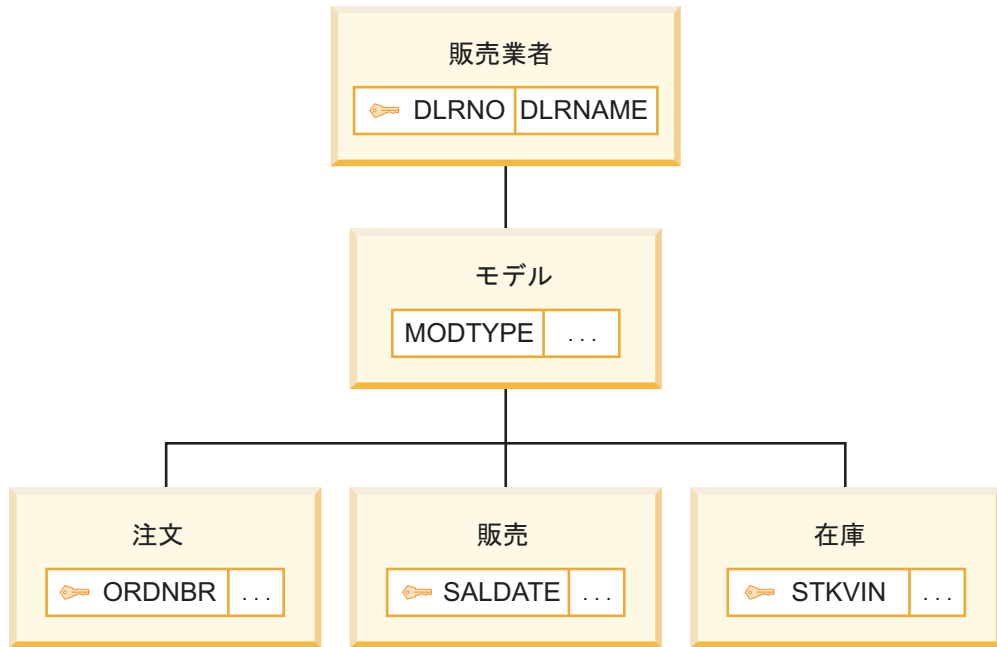 販売業者
DLRNO DLRNAME
モデル
MODTYPE ...
注文
ORDNBR ...
販売
SALDATE ...
在庫
STKVIN ...